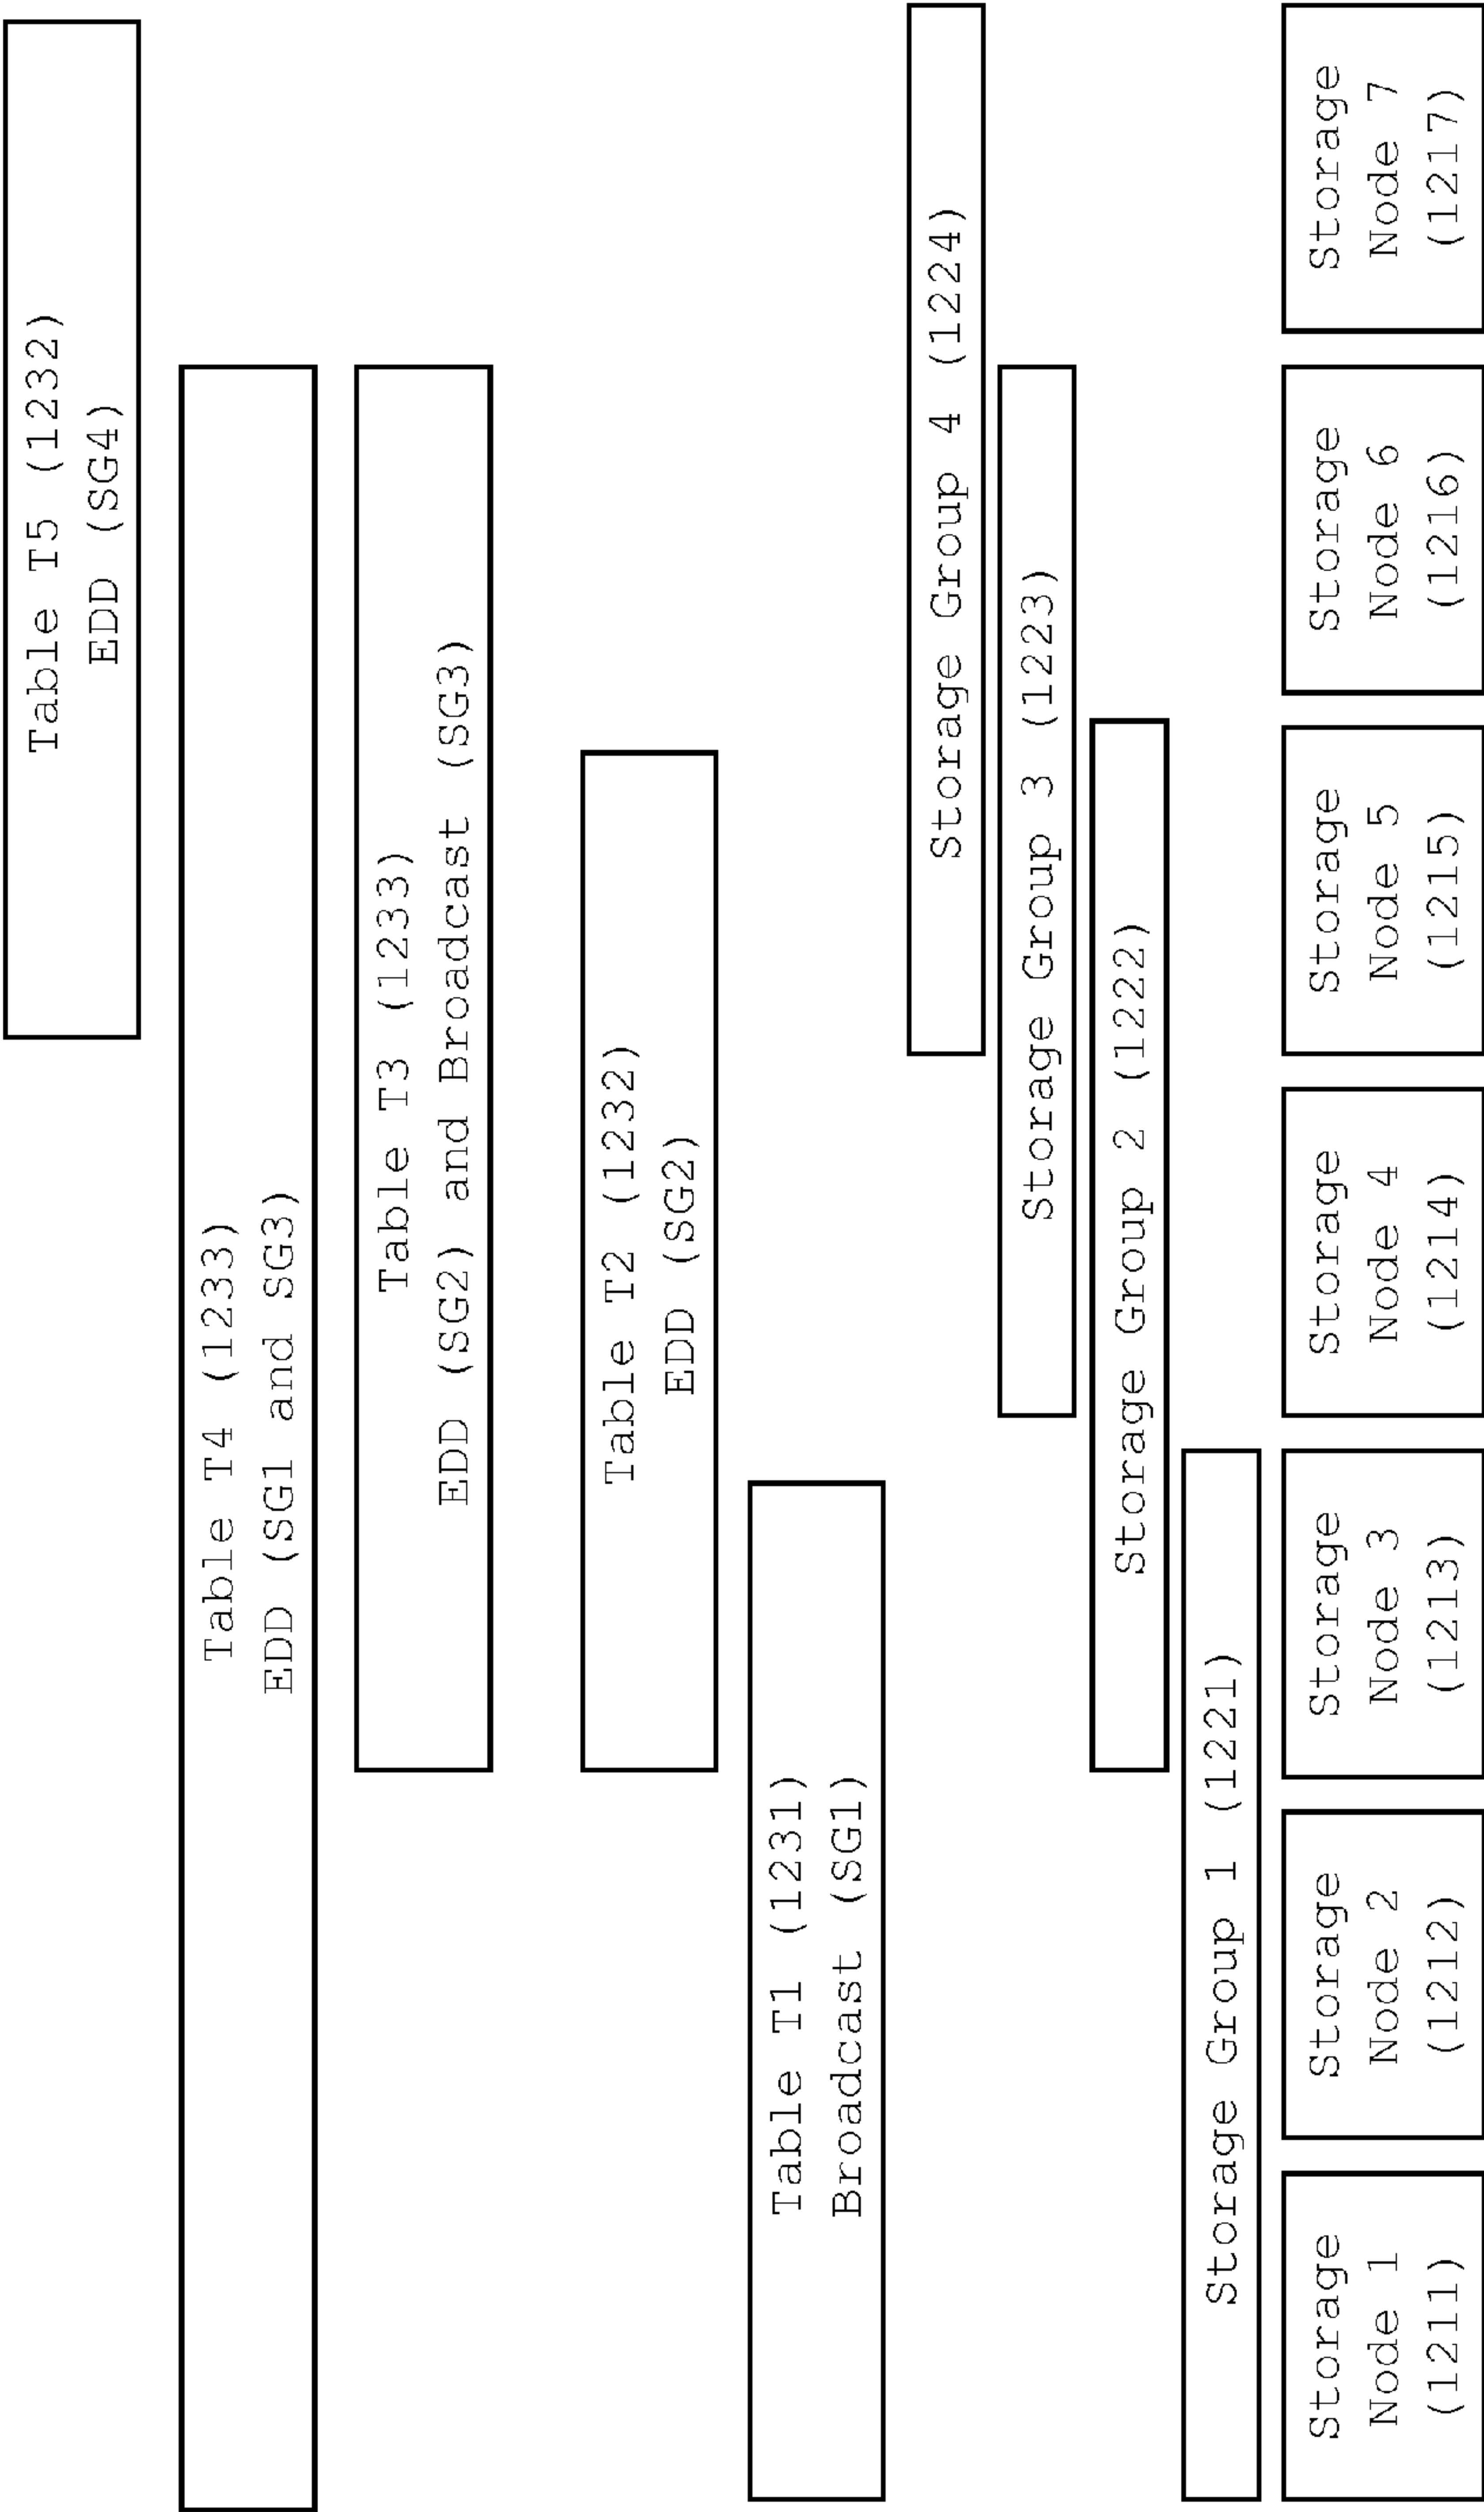 Table T5 (1232)
EDD (SG4)
Table T4 (1233)
EDD (SG1 and SG3)
Table T3 (1233)
EDD (SG2) and Broadcast (SG3)
Table T2 (1232)
EDD (SG2)
Table T1 (1231)
Broadcast (SG1)
Storage Group 4 (1224)
Storage Group 3 (1223)
Storage Group 2 (1222)
Storage Group 1 (1221)
Storage
Node 1
(1211)
Storage
Node 2
(1212)
Storage
Node 3
(1213)
Storage
Node 4
(1214)
Storage
Node 5
(1215)
Storage
Node 6
(1216)
Storage
Node 7
(1217)